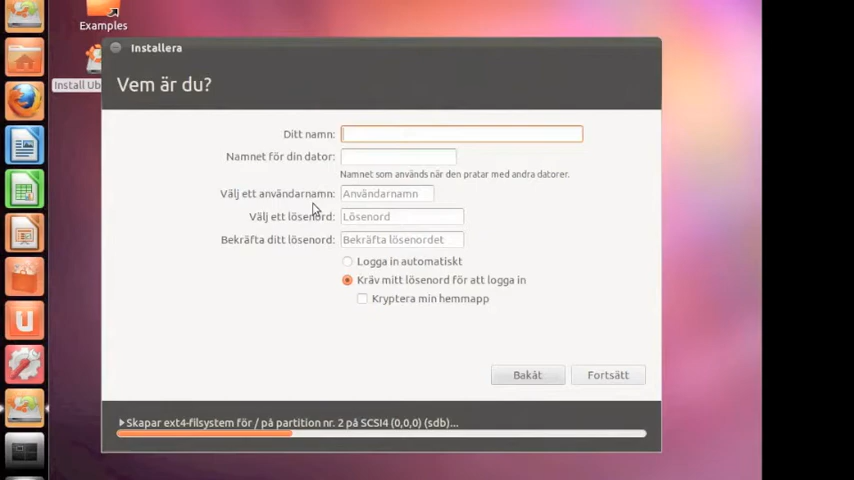 Examples
Installera
Install Ub
Vem är du?
Ditt namn:
Namnet för din dator:
Namnet som används när den pratar med andra datorer.
Välj ett användarnamn:
Användarnamn
Välj ett lösenord:
Lösenord
Bekräfta ditt lösenord:
Bekräfta lösenordet
Logga in automatiskt
Kräv mitt lösenord för att logga in
Kryptera min hemmapp
Bakåt
Fortsätt
Skapar ext4-filsystem för / på partition nr. 2 på SCSI4 (0,0,0) (sdb)...